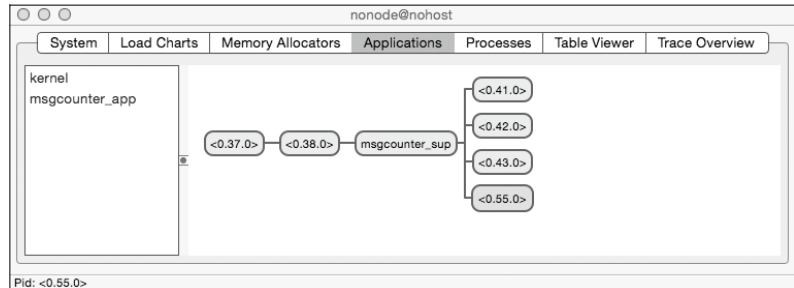 nonode@nohost
System Load Charts Memory Allocators Applications Processes Table Viewer Trace Overview
kernel
msgcounter_app
<0.41.0>
<0.42.0>
<0.37.0> <0.38.0> msgcounter_sup
<0.43.0>
<0.55.0>
Pid: <0.55.0>